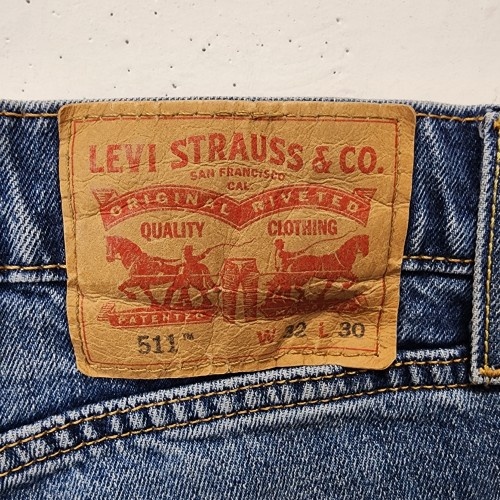 LEVI STRAUSS & CO.
SAN FRANCISCO
CAL.
ORIGINAL RIVETED
QUALITY CLOTHING
PATENTED
511™ W 32 L 30